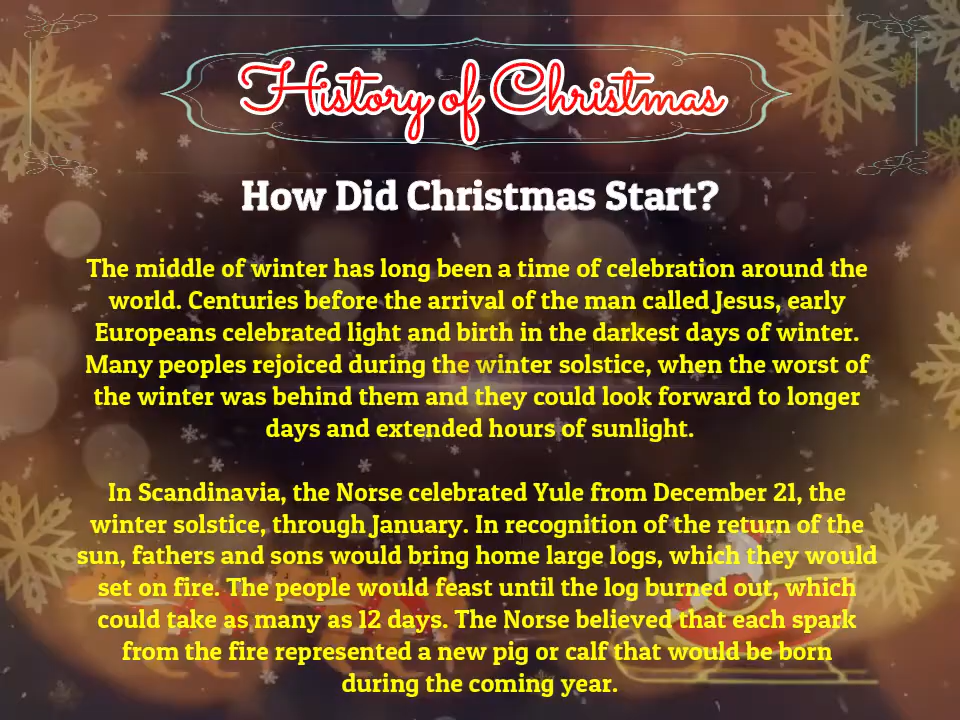 History of Christmas
How Did Christmas Start?
The middle of winter has long been a time of celebration around the
world. Centuries before the arrival of the man called Jesus, early
Europeans celebrated light and birth in the darkest days of winter.
Many peoples rejoiced during the winter solstice, when the worst of
the winter was behind them and they could look forward to longer
days and extended hours of sunlight.
In Scandinavia, the Norse celebrated Yule from December 21, the
winter solstice, through January. In recognition of the return of the
sun, fathers and sons would bring home large logs, which they would
set on fire. The people would feast until the log burned out, which
could take as many as 12 days. The Norse believed that each spark
from the fire represented a new pig or calf that would be born
during the coming year.